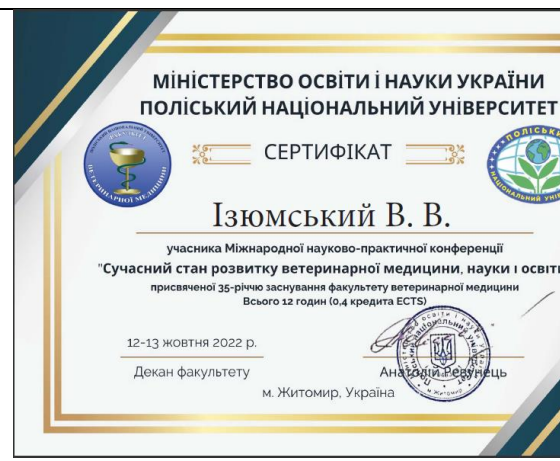 МІНІСТЕРСТВО ОСВІТИ І НАУКИ УКРАЇНИ
ПОЛІСЬКИЙ НАЦІОНАЛЬНИЙ УНІВЕРСИТЕТ
СЕРТИФІКАТ
Ізюмський В. В.
учасника Міжнародної науково-практичної конференції
"Сучасний стан розвитку ветеринарної медицини, науки і освіти
присвяченої 35-річчю заснування факультету ветеринарної медицини
Всього 12 годин (0,4 кредита ECTS)
12-13 жовтня 2022 р.
Декан факультету
Анатолій Ревунець
м. Житомир, Україна